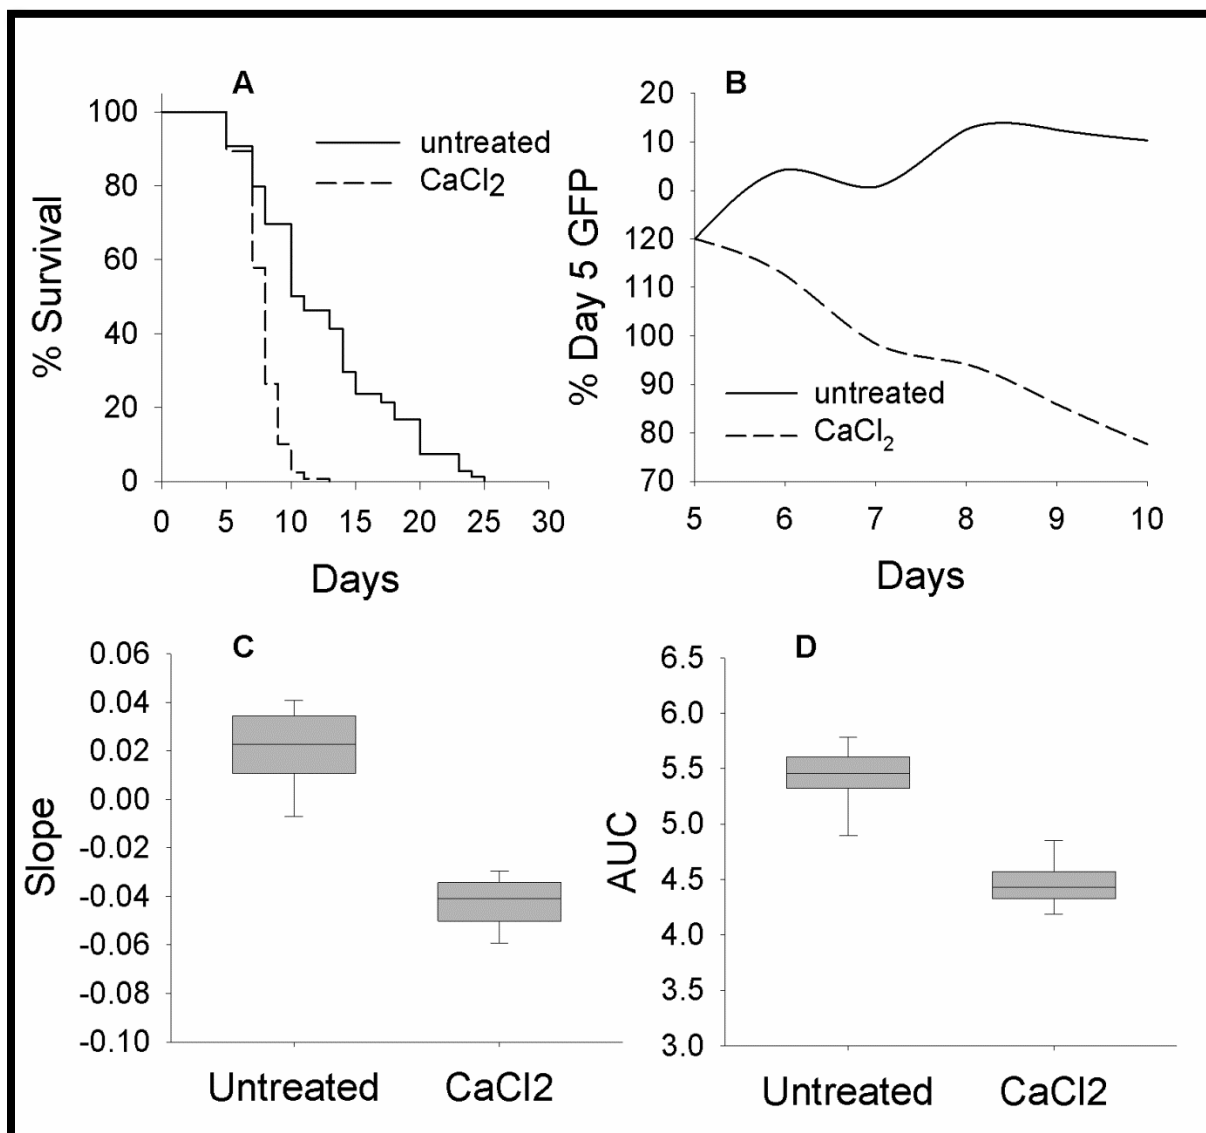 A
100
80
60
40
20
0
% Survival
untreated
CaCl2
0 5 10 15 20 25 30
Days
B
20
10
0
120
110
100
90
80
70
% Day 5 GFP
untreated
CaCl2
5 6 7 8 9 10
Days
C
0.06
0.04
0.02
0.00
-0.02
-0.04
-0.06
-0.08
-0.10
Slope
Untreated CaCl2
D
6.5
6.0
5.5
5.0
4.5
4.0
3.5
3.0
AUC
Untreated CaCl2